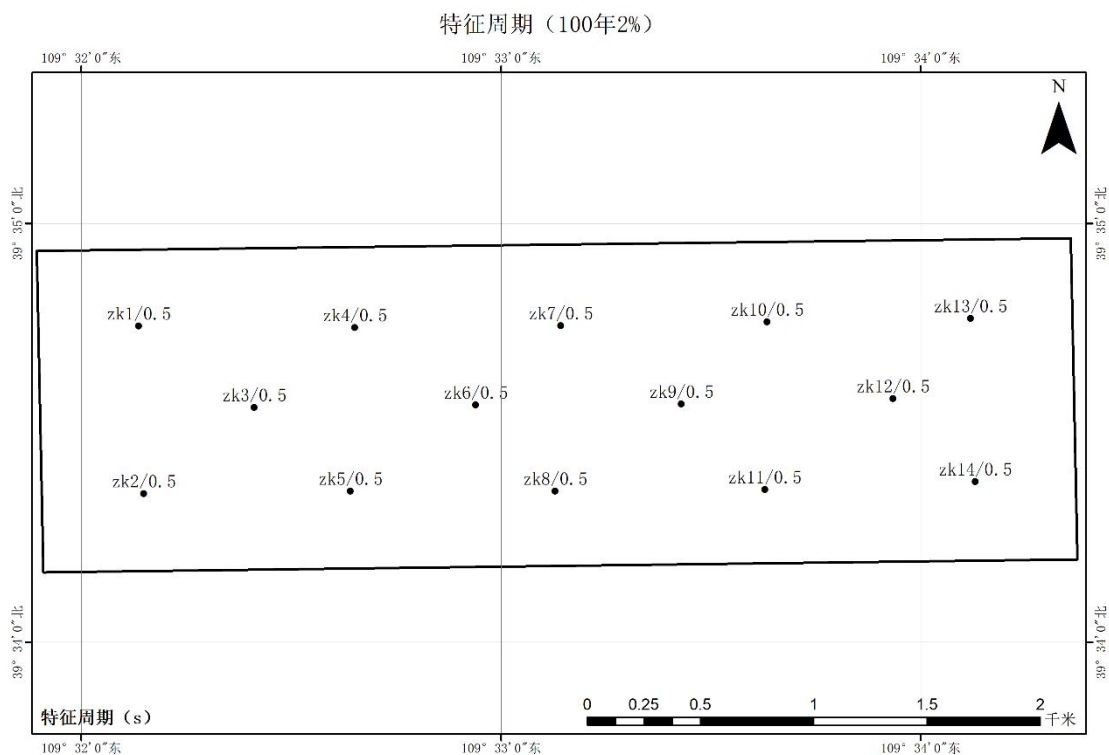 特征周期（100年2%）
109° 32'0"东 109° 33'0"东 109° 34'0"东
N
39° 35'0"北 39° 35'0"北
zk1/0.5 zk4/0.5 zk7/0.5 zk10/0.5 zk13/0.5
zk3/0.5 zk6/0.5 zk9/0.5 zk12/0.5
zk2/0.5 zk5/0.5 zk8/0.5 zk11/0.5 zk14/0.5
39° 34'0"北 39° 34'0"北
0 0.25 0.5 1 1.5 2
特征周期（s） 千米
109° 32'0"东 109° 33'0"东 109° 34'0"东